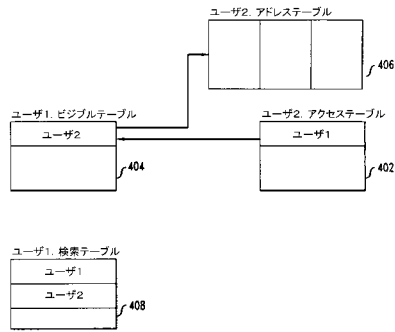 ユーザ2. アドレステーブル
406
ユーザ1. ビジブルテーブル
ユーザ2
404
ユーザ2. アクセステーブル
ユーザ1
402
ユーザ1. 検索テーブル
ユーザ1
ユーザ2
408